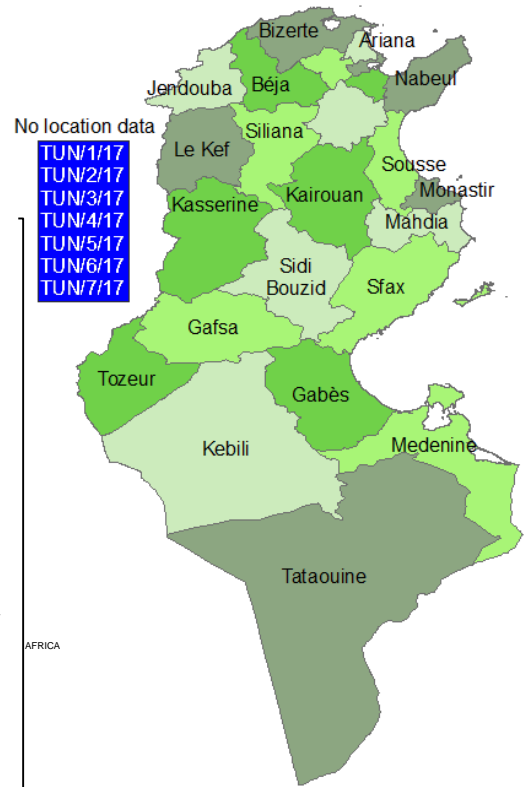 Bizerte
Ariana
Béja
Nabeul
Jendouba
No location data
TUN/1/17
TUN/2/17
TUN/3/17
TUN/4/17
TUN/5/17
TUN/6/17
TUN/7/17
Siliana
Le Kef
Sousse
Kairouan
Monastir
Kasserine
Mahdia
Sidi
Bouzid
Sfax
Gafsa
Tozeur
Gabès
Kebili
Medenine
Tataouine
AFRICA